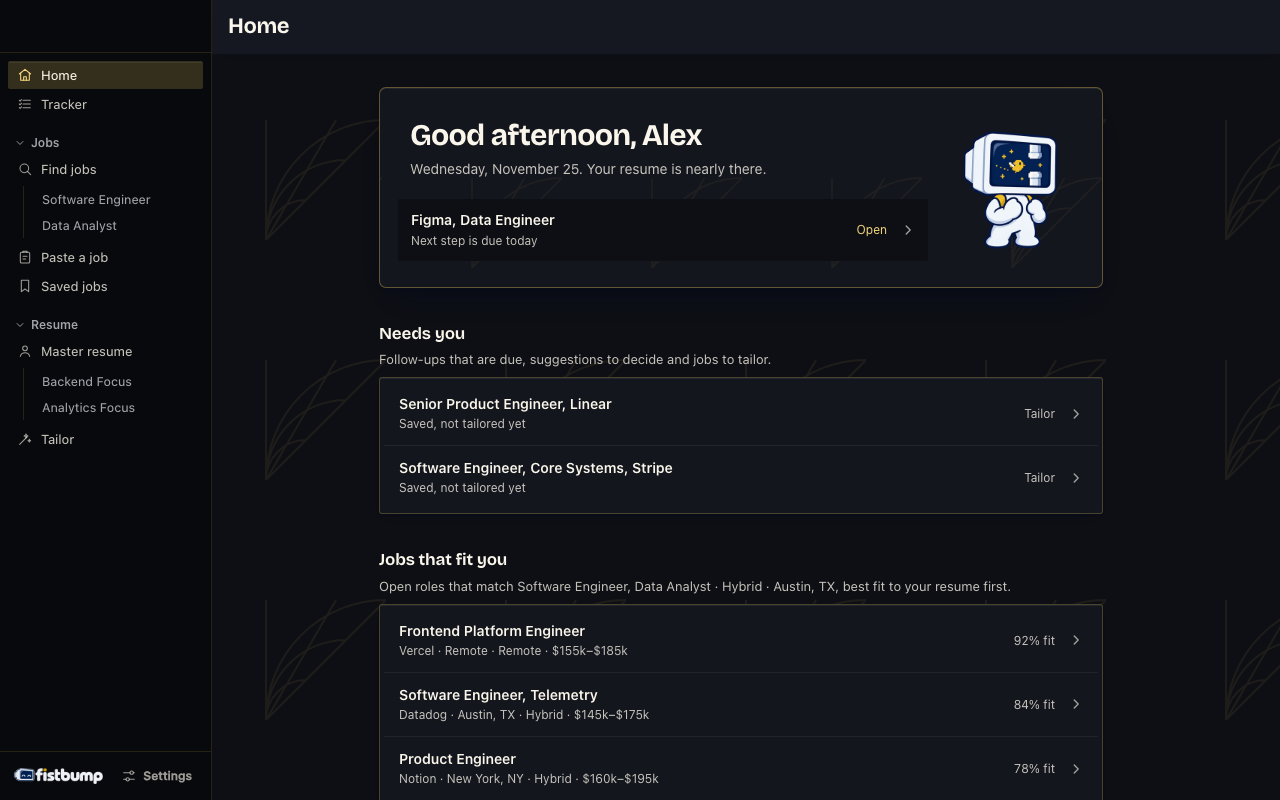 Home
Home
Tracker
Jobs
Find jobs
Software Engineer
Data Analyst
Paste a job
Saved jobs
Resume
Master resume
Backend Focus
Analytics Focus
Tailor
fistbump
Settings
Good afternoon, Alex
Wednesday, November 25. Your resume is nearly there.
Figma, Data Engineer
Next step is due today
Open
Needs you
Follow-ups that are due, suggestions to decide and jobs to tailor.
Senior Product Engineer, Linear
Saved, not tailored yet
Tailor
Software Engineer, Core Systems, Stripe
Saved, not tailored yet
Tailor
Jobs that fit you
Open roles that match Software Engineer, Data Analyst · Hybrid · Austin, TX, best fit to your resume first.
Frontend Platform Engineer
Vercel · Remote · Remote · $155k–$185k
92% fit
Software Engineer, Telemetry
Datadog · Austin, TX · Hybrid · $145k–$175k
84% fit
Product Engineer
Notion · New York, NY · Hybrid · $160k–$195k
78% fit